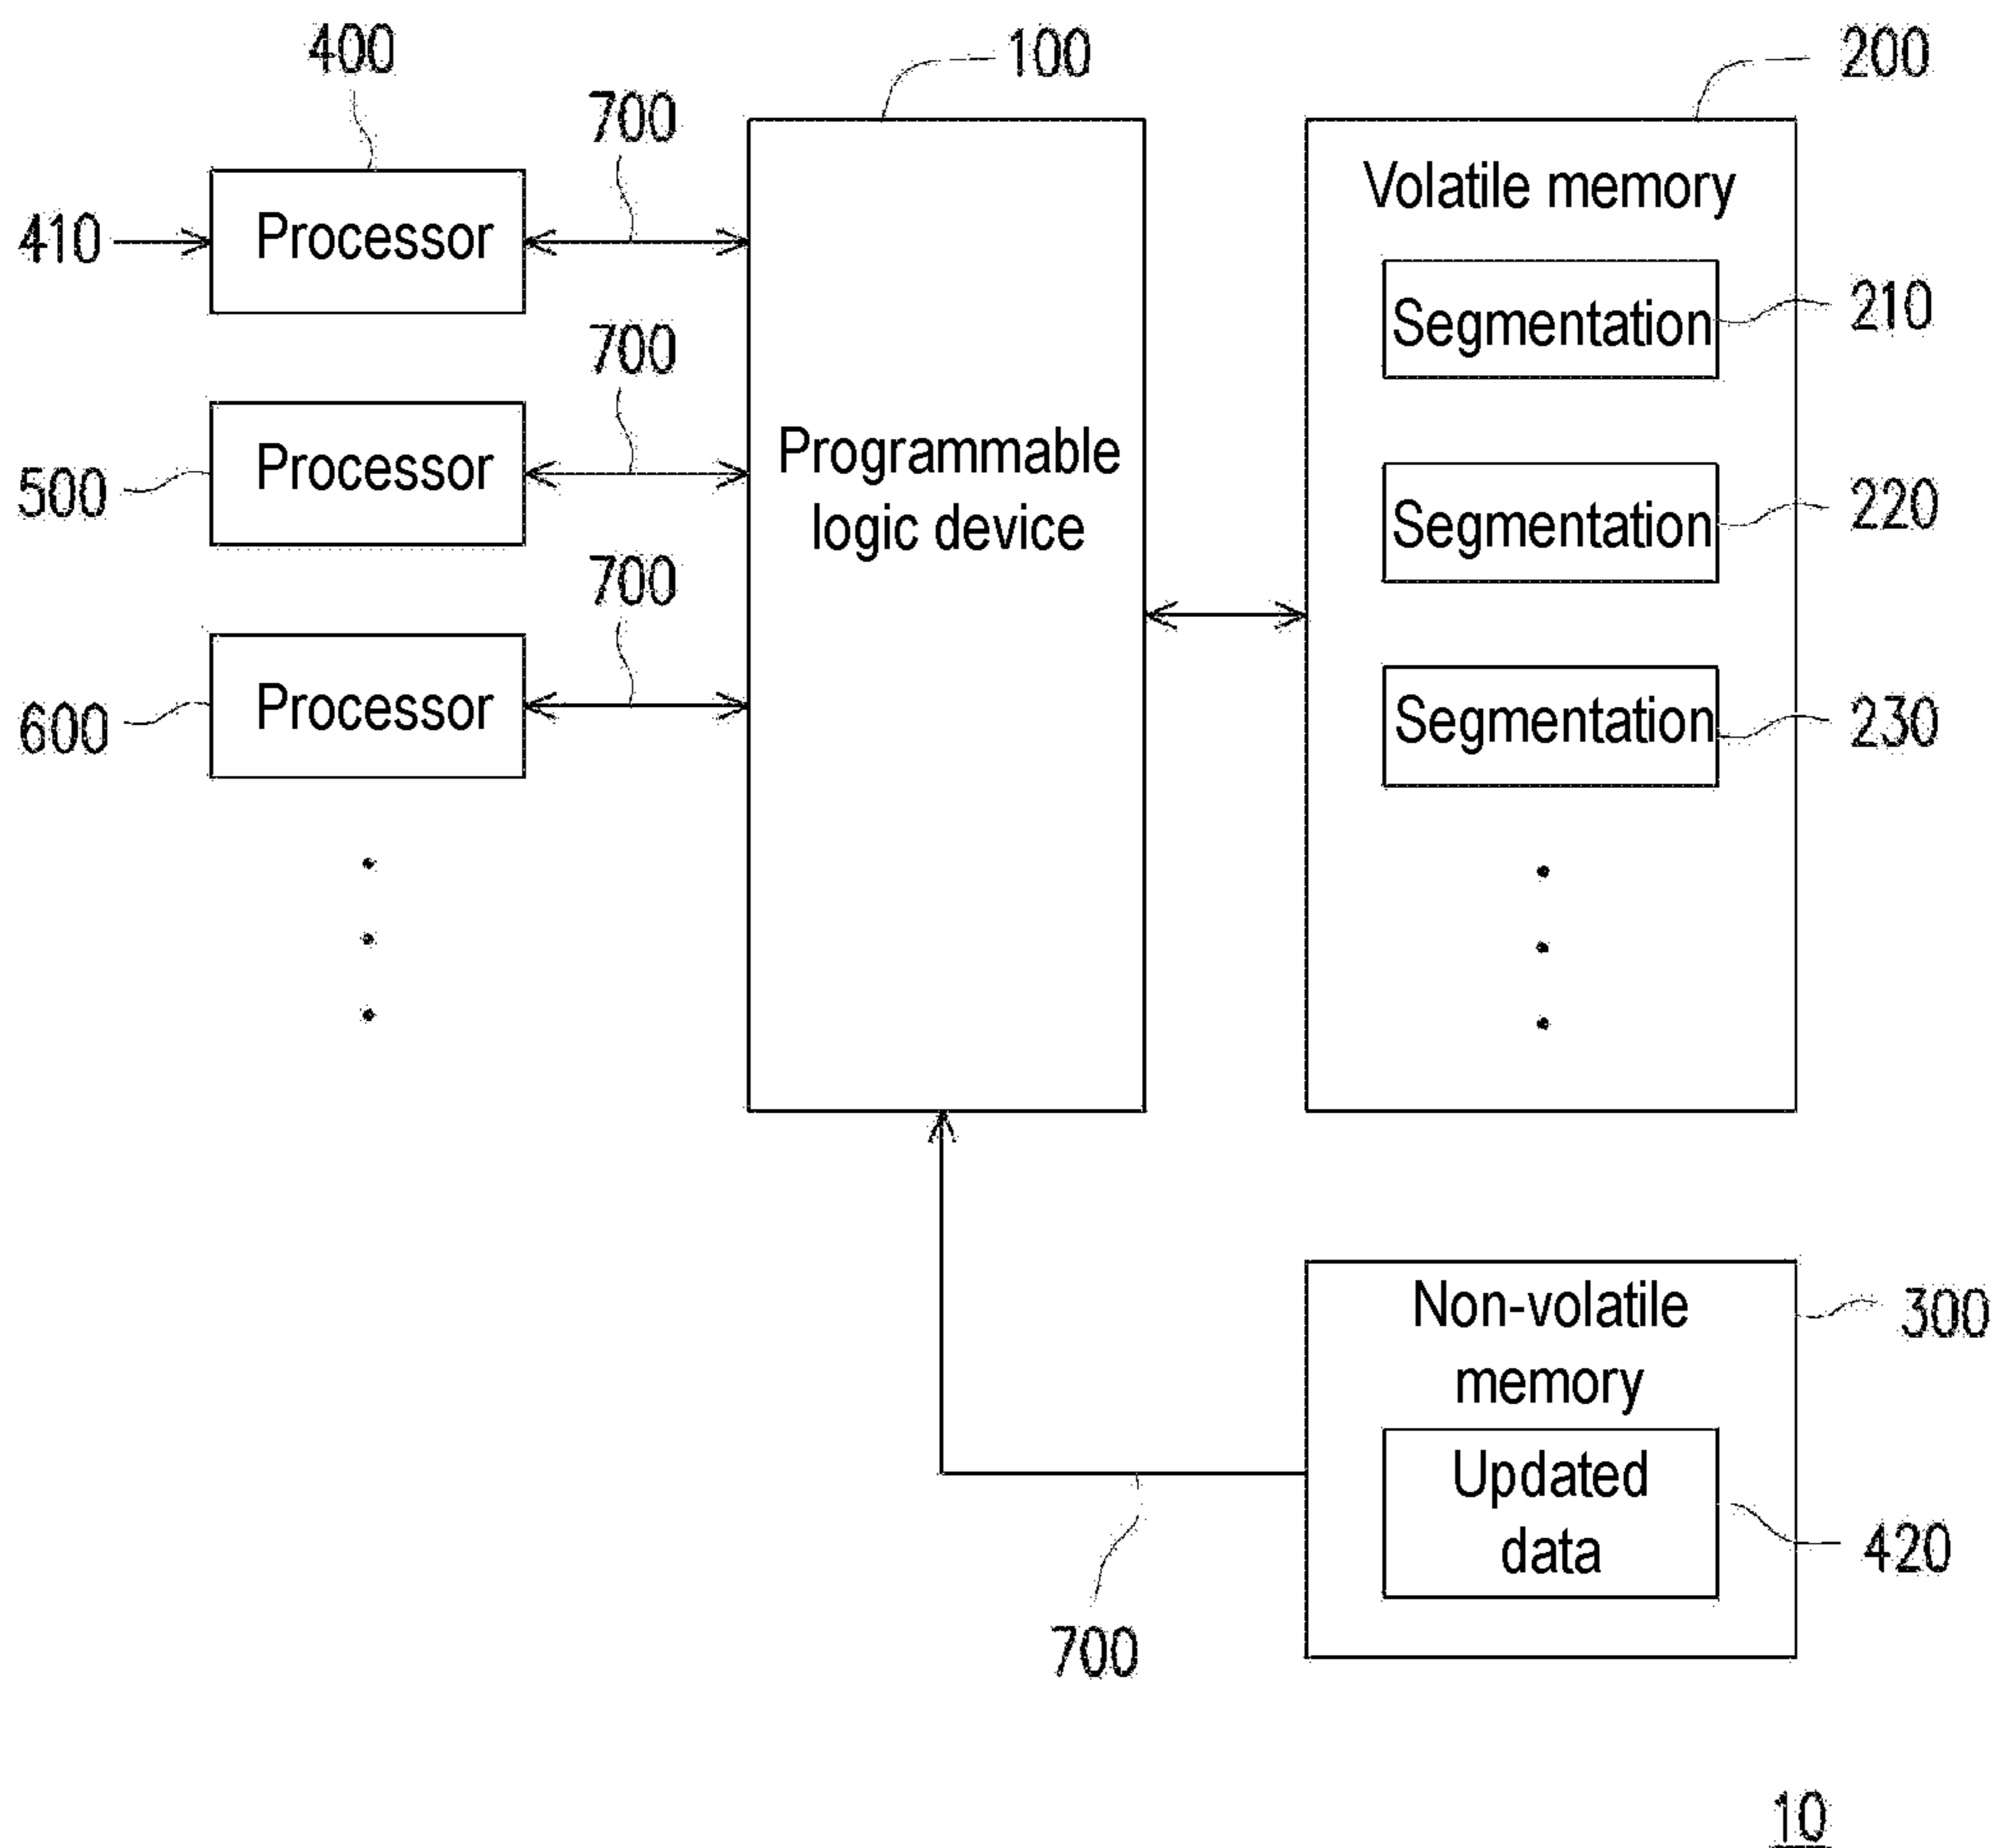 400
100
200
700
Volatile memory
410
Processor
Segmentation
210
700
Programmable
logic device
500
Processor
Segmentation
220
700
600
Processor
Segmentation
230
Non-volatile
memory
300
Updated
data
420
700
10